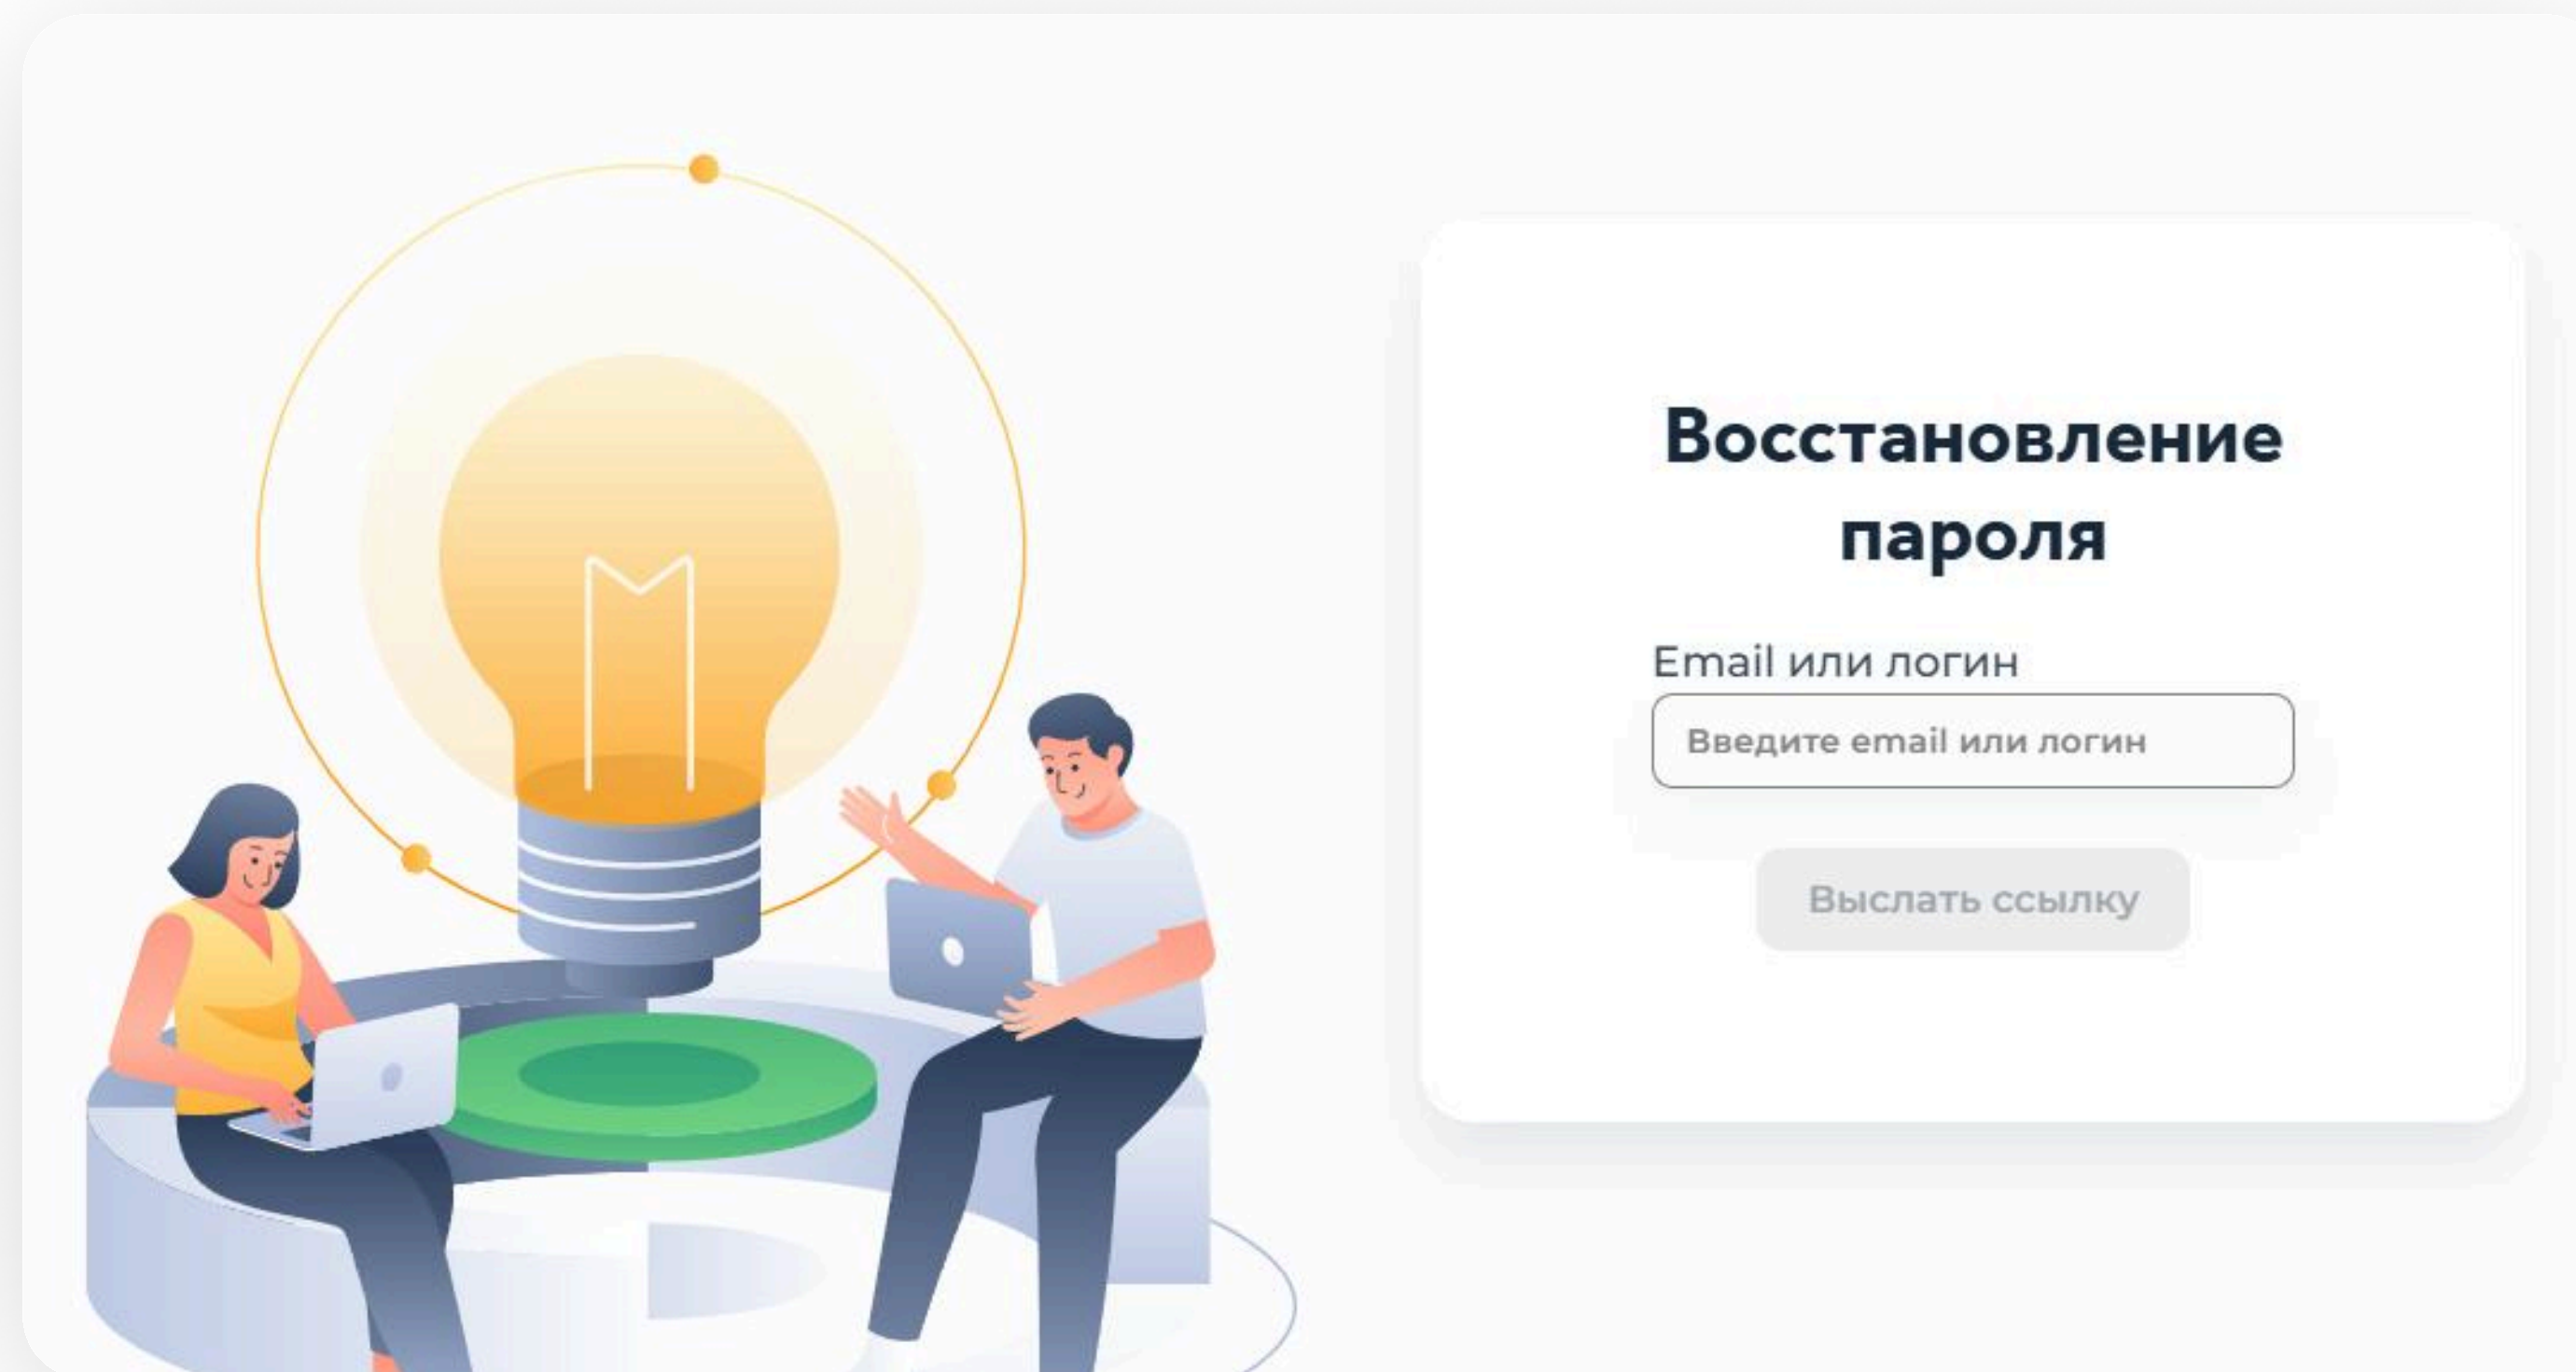 Восстановление
пароля
Email или логин
Введите email или логин
Выслать ссылку